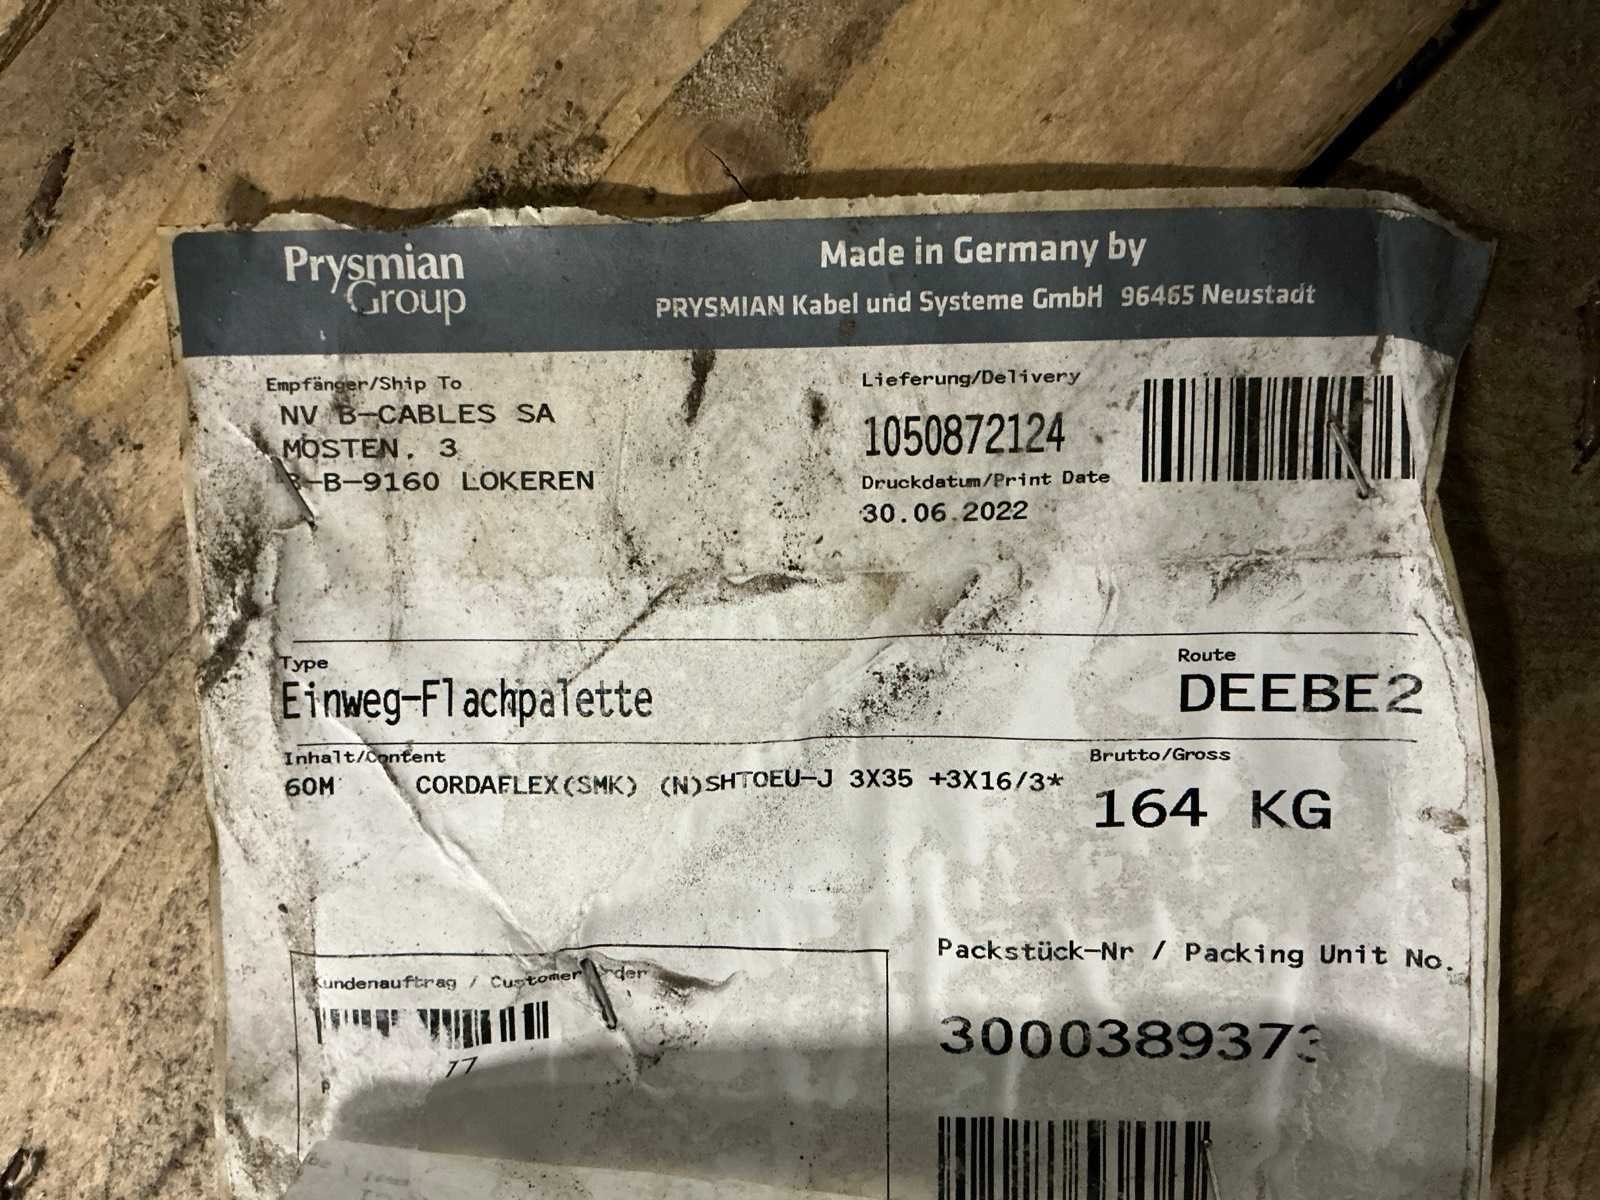 Prysmian
Group
Made in Germany by
PRYSMIAN Kabel und Systeme GmbH 96465 Neustadt
Empfänger/Ship To
NV B-CABLES SA
MOSTEN. 3
B-B-9160 LOKEREN
Lieferung/Delivery
1050872124
Druckdatum/Print Date
30.06.2022
Type
Einweg-Flachpalette
Route
DEEBE2
Inhalt/Content
60M CORDAFLEX(SMK) (N)SHTOEU-J 3X35 +3X16/3*
Brutto/Gross
164 KG
Kundenauftrag / Customer Order
77
Packstück-Nr / Packing Unit No.
3000389373